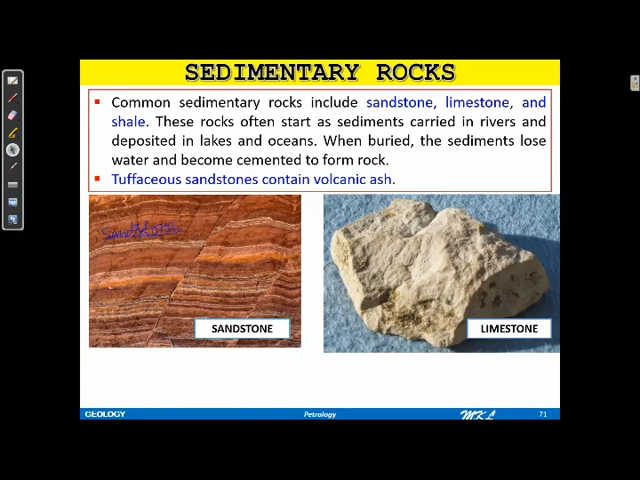 SEDIMENTARY ROCKS
▪ Common sedimentary rocks include sandstone, limestone, and
shale. These rocks often start as sediments carried in rivers and
deposited in lakes and oceans. When buried, the sediments lose
water and become cemented to form rock.
▪ Tuffaceous sandstones contain volcanic ash.
Sandstone
SANDSTONE
LIMESTONE
GEOLOGY Petrology MKL 71